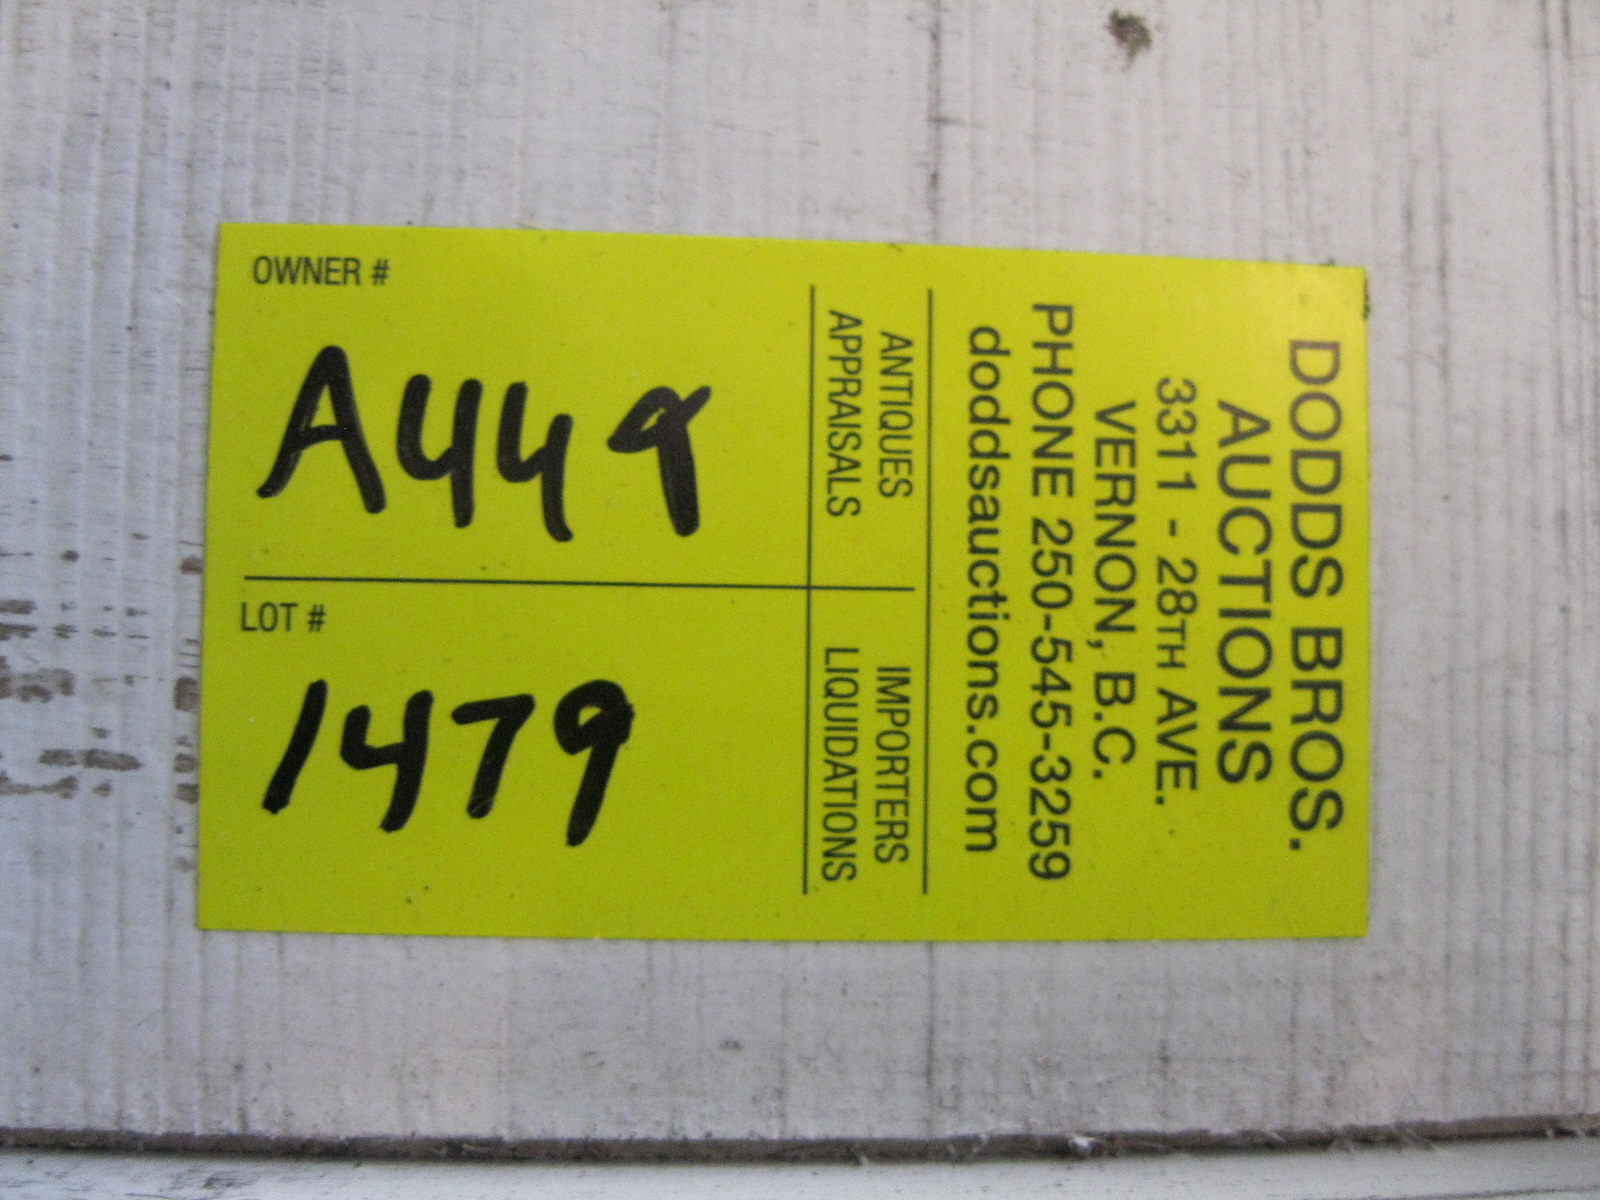 DODDS BROS.
AUCTIONS
3311 - 28TH AVE.
VERNON, B.C.
PHONE 250-545-3259
doddsauctions.com
ANTIQUES
APPRAISALS
IMPORTERS
LIQUIDATIONS
OWNER #
A449
LOT #
1479